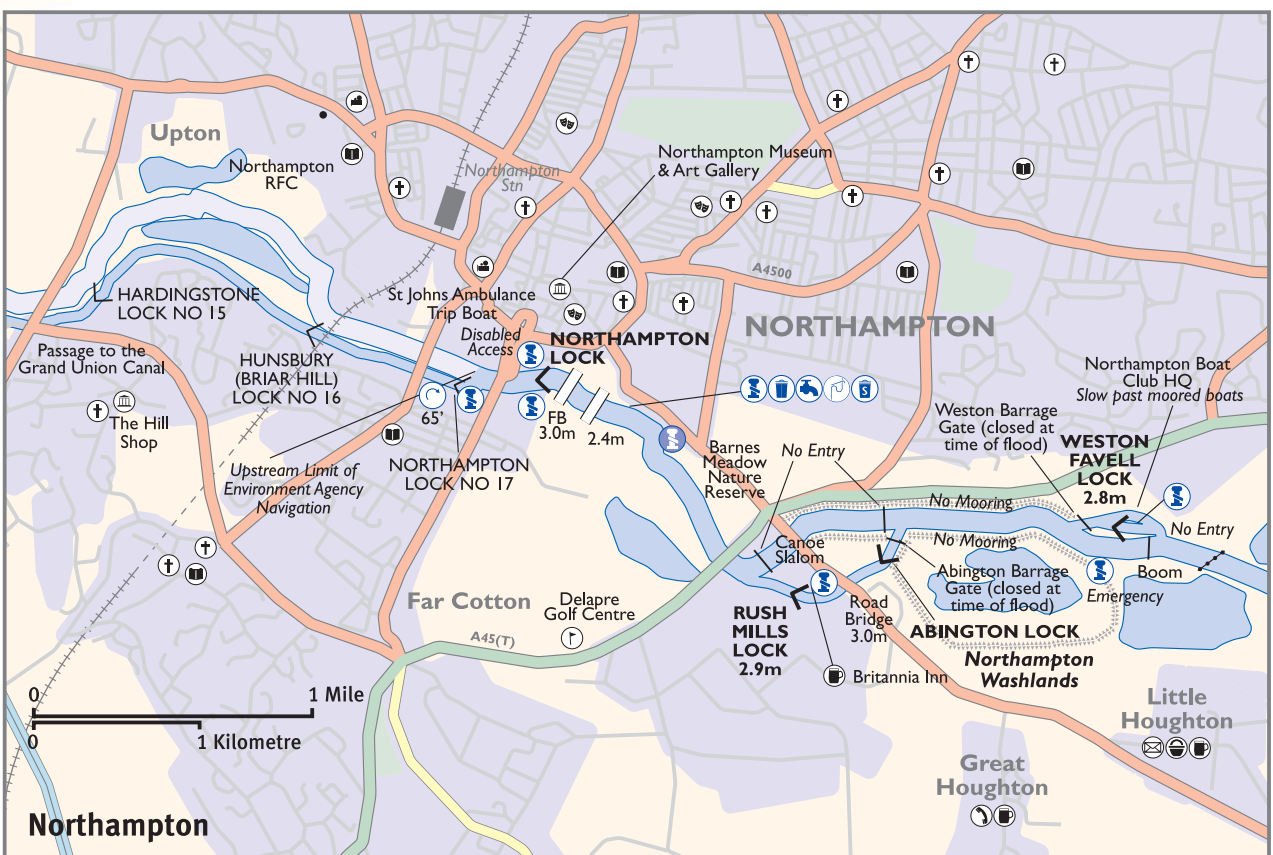 Upton
Northampton
RFC
Northampton
Stn
Northampton Museum
& Art Gallery
A4500
HARDINGSTONE
LOCK NO 15
St Johns Ambulance
Trip Boat
Disabled
Access
NORTHAMPTON
LOCK
NORTHAMPTON
Passage to the
Grand Union Canal
HUNSBURY
(BRIAR HILL)
LOCK NO 16
The Hill
Shop
65'
FB
3.0m
2.4m
S
Northampton Boat
Club HQ
Slow past moored boats
Weston Barrage
Gate (closed at
time of flood)
WESTON
FAVELL
LOCK
2.8m
Upstream Limit of
Environment Agency
Navigation
NORTHAMPTON
LOCK NO 17
Barnes
Meadow
Nature
Reserve
No Entry
No Mooring
No Entry
No Mooring
Canoe
Slalom
Abington Barrage
Gate (closed at
time of flood)
Boom
Emergency
Far Cotton
Delapre
Golf Centre
A45(T)
RUSH
MILLS
LOCK
2.9m
Road
Bridge
3.0m
ABINGTON LOCK
Britannia Inn
Northampton
Washlands
0
1 Mile
0
1 Kilometre
Little
Houghton
Great
Houghton
Northampton